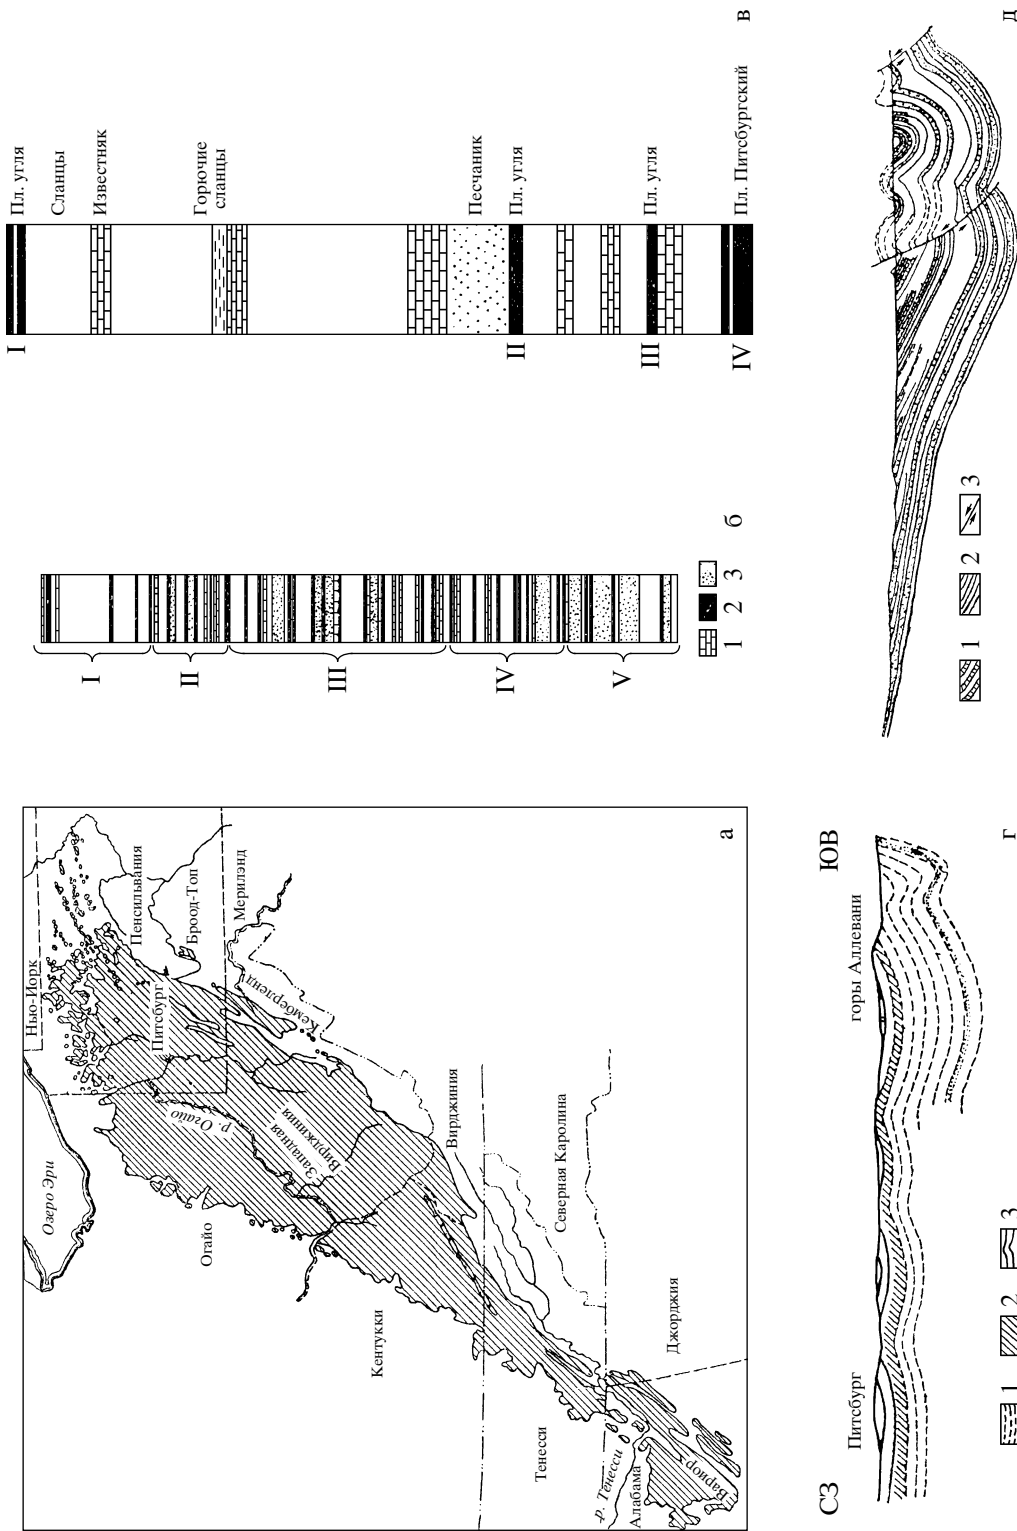 Озеро Эри
Нью-Йорк
Пенсильвания
Питсбург
Броод-Топ
Мерилэнд
Кемберленд
Огайо
р. Огайо
Западная
Вирджиния
Вирджиния
Кентукки
Северная Каролина
Тенесси
Джорджия
р. Тенесси
Алабама
Вариор
а
I
II
III
IV
V
1
2
3
б
I
II
III
IV
Пл. угля
Сланцы
Известняк
Горючие
сланцы
Песчаник
Пл. угля
Пл. угля
Пл. Питсбургский
в
СЗ
Питсбург
горы Аллевани
ЮВ
1
2
3
г
1
2
3
д